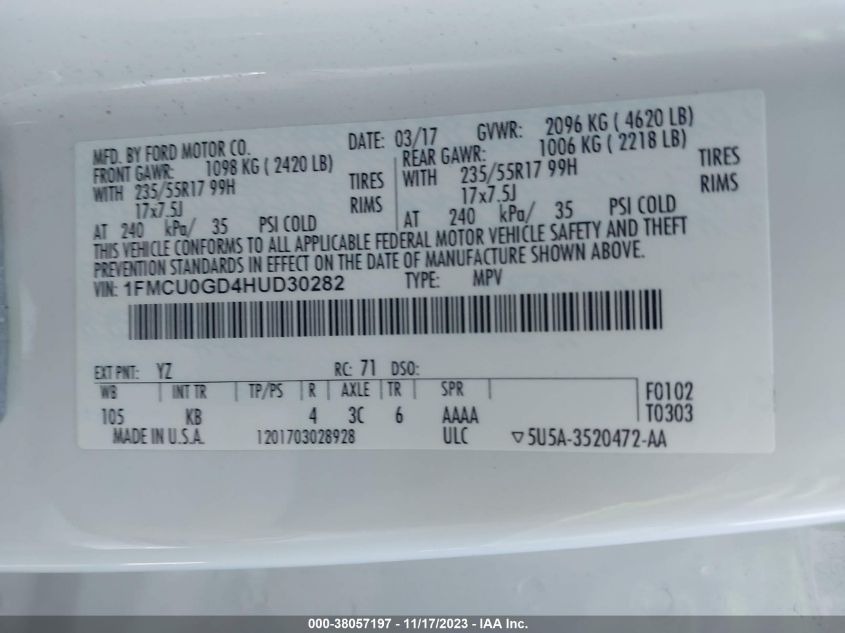 MFD. BY FORD MOTOR CO. DATE: 03/17 GVWR: 2096 KG ( 4620 LB)
FRONT GAWR: 1098 KG ( 2420 LB) REAR GAWR: 1006 KG ( 2218 LB)
WITH 235/55R17 99H TIRES WITH 235/55R17 99H TIRES
17x7.5J RIMS 17x7.5J RIMS
AT 240 kPa/ 35 PSI COLD AT 240 kPa/ 35 PSI COLD
THIS VEHICLE CONFORMS TO ALL APPLICABLE FEDERAL MOTOR VEHICLE SAFETY AND THEFT
PREVENTION STANDARDS IN EFFECT ON THE DATE OF MANUFACTURE SHOWN ABOVE.
VIN: 1FMCU0GD4HUD30282 TYPE: MPV
EXT PNT: YZ RC: 71 DSO:
WB INT TR TP/PS R AXLE TR SPR F0102
105 KB 4 3C 6 AAAA T0303
MADE IN U.S.A. 1201703028928 ULC ▽5U5A-3520472-AA
000-38057197 - 11/17/2023 - IAA Inc.